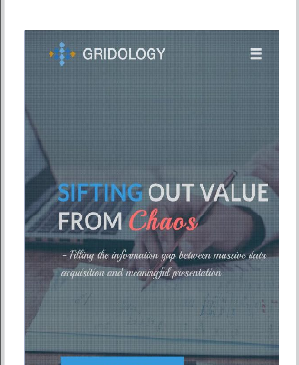 GRIDOLOGY
SIFTING OUT VALUE
FROM Chaos
- Filling the information gap between massive data
acquisition and meaningful presentation